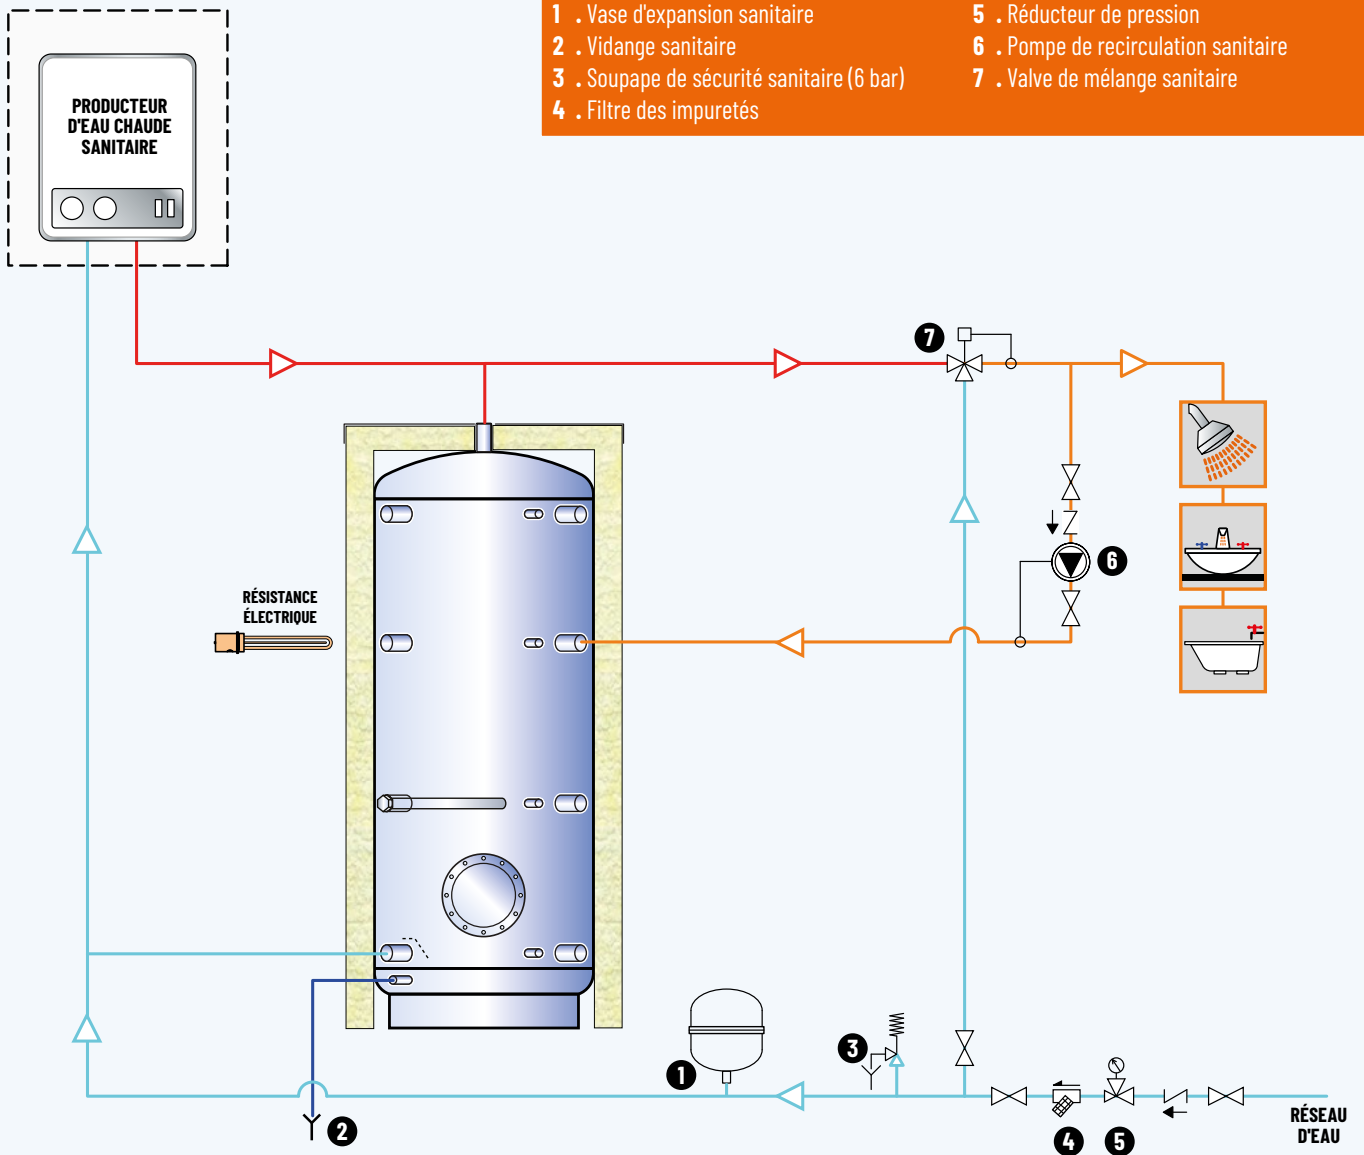 1 . Vase d'expansion sanitaire
2 . Vidange sanitaire
3 . Soupape de sécurité sanitaire (6 bar)
4 . Filtre des impuretés
5 . Réducteur de pression
6 . Pompe de recirculation sanitaire
7 . Valve de mélange sanitaire
PRODUCTEUR
D'EAU CHAUDE
SANITAIRE
7
6
RÉSISTANCE
ÉLECTRIQUE
3
1
2
4
5
RÉSEAU
D'EAU